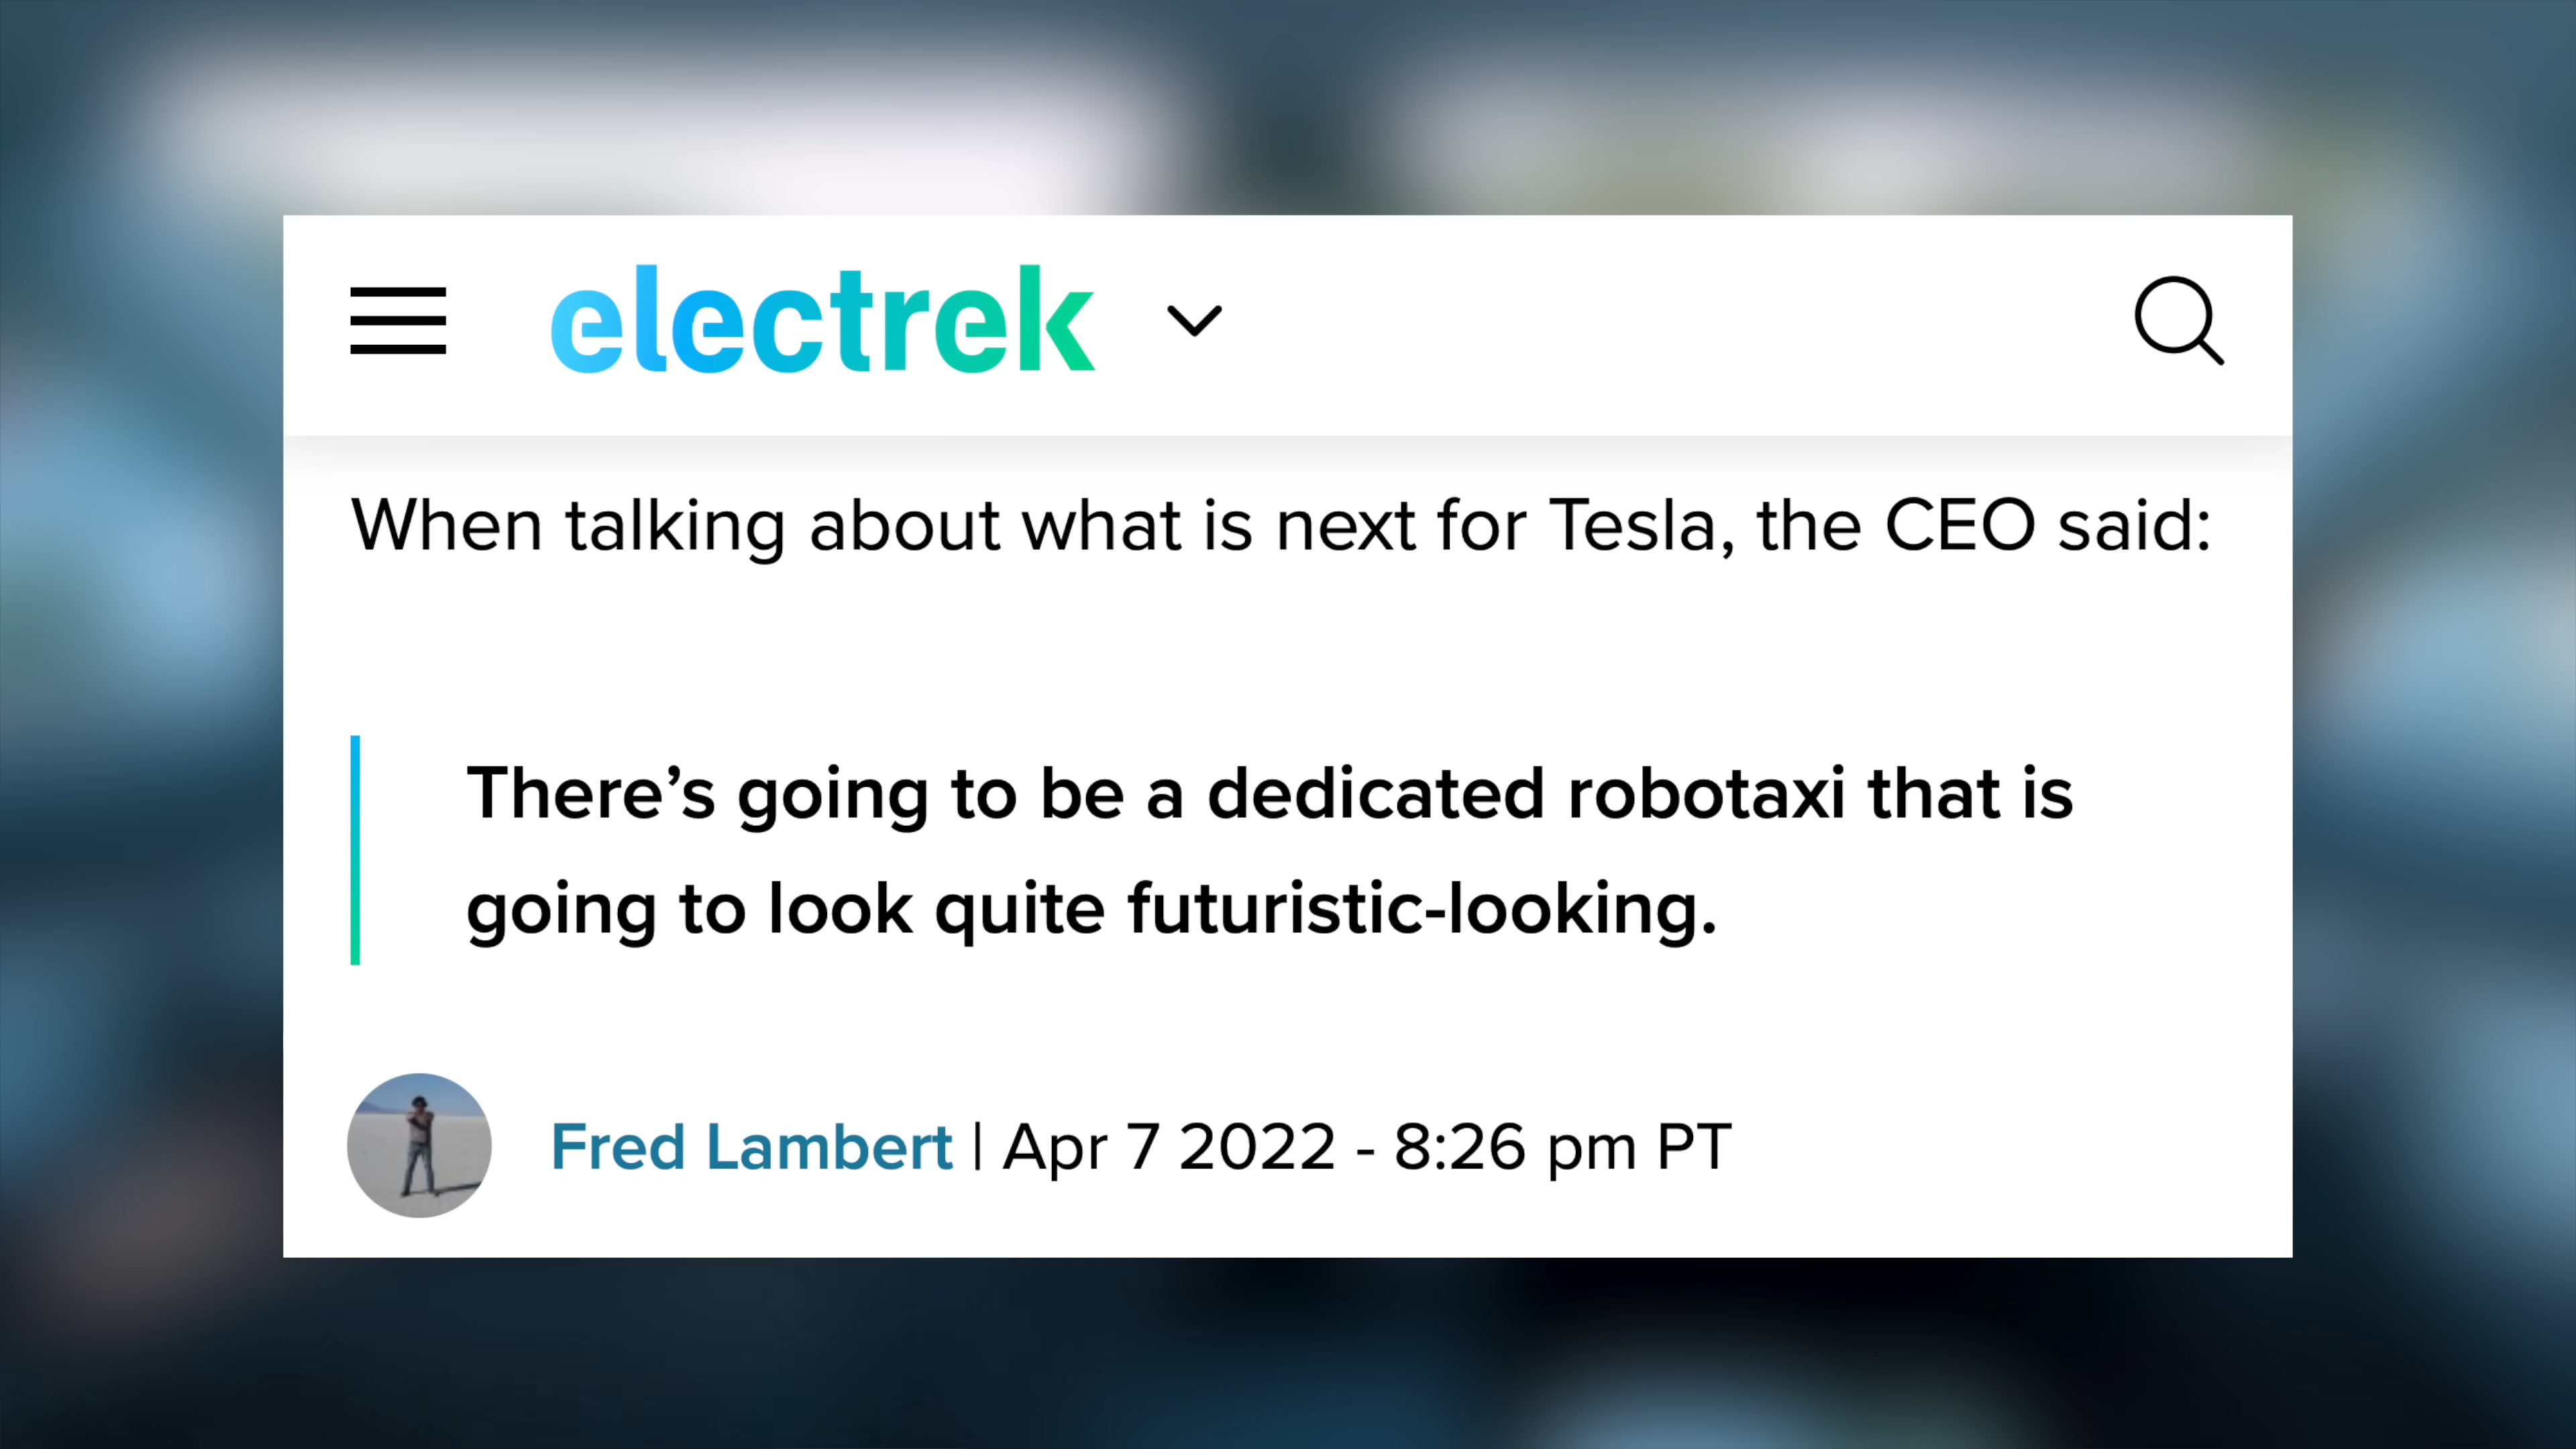 electrek
When talking about what is next for Tesla, the CEO said:
There’s going to be a dedicated robotaxi that is
going to look quite futuristic-looking.
Fred Lambert | Apr 7 2022 - 8:26 pm PT